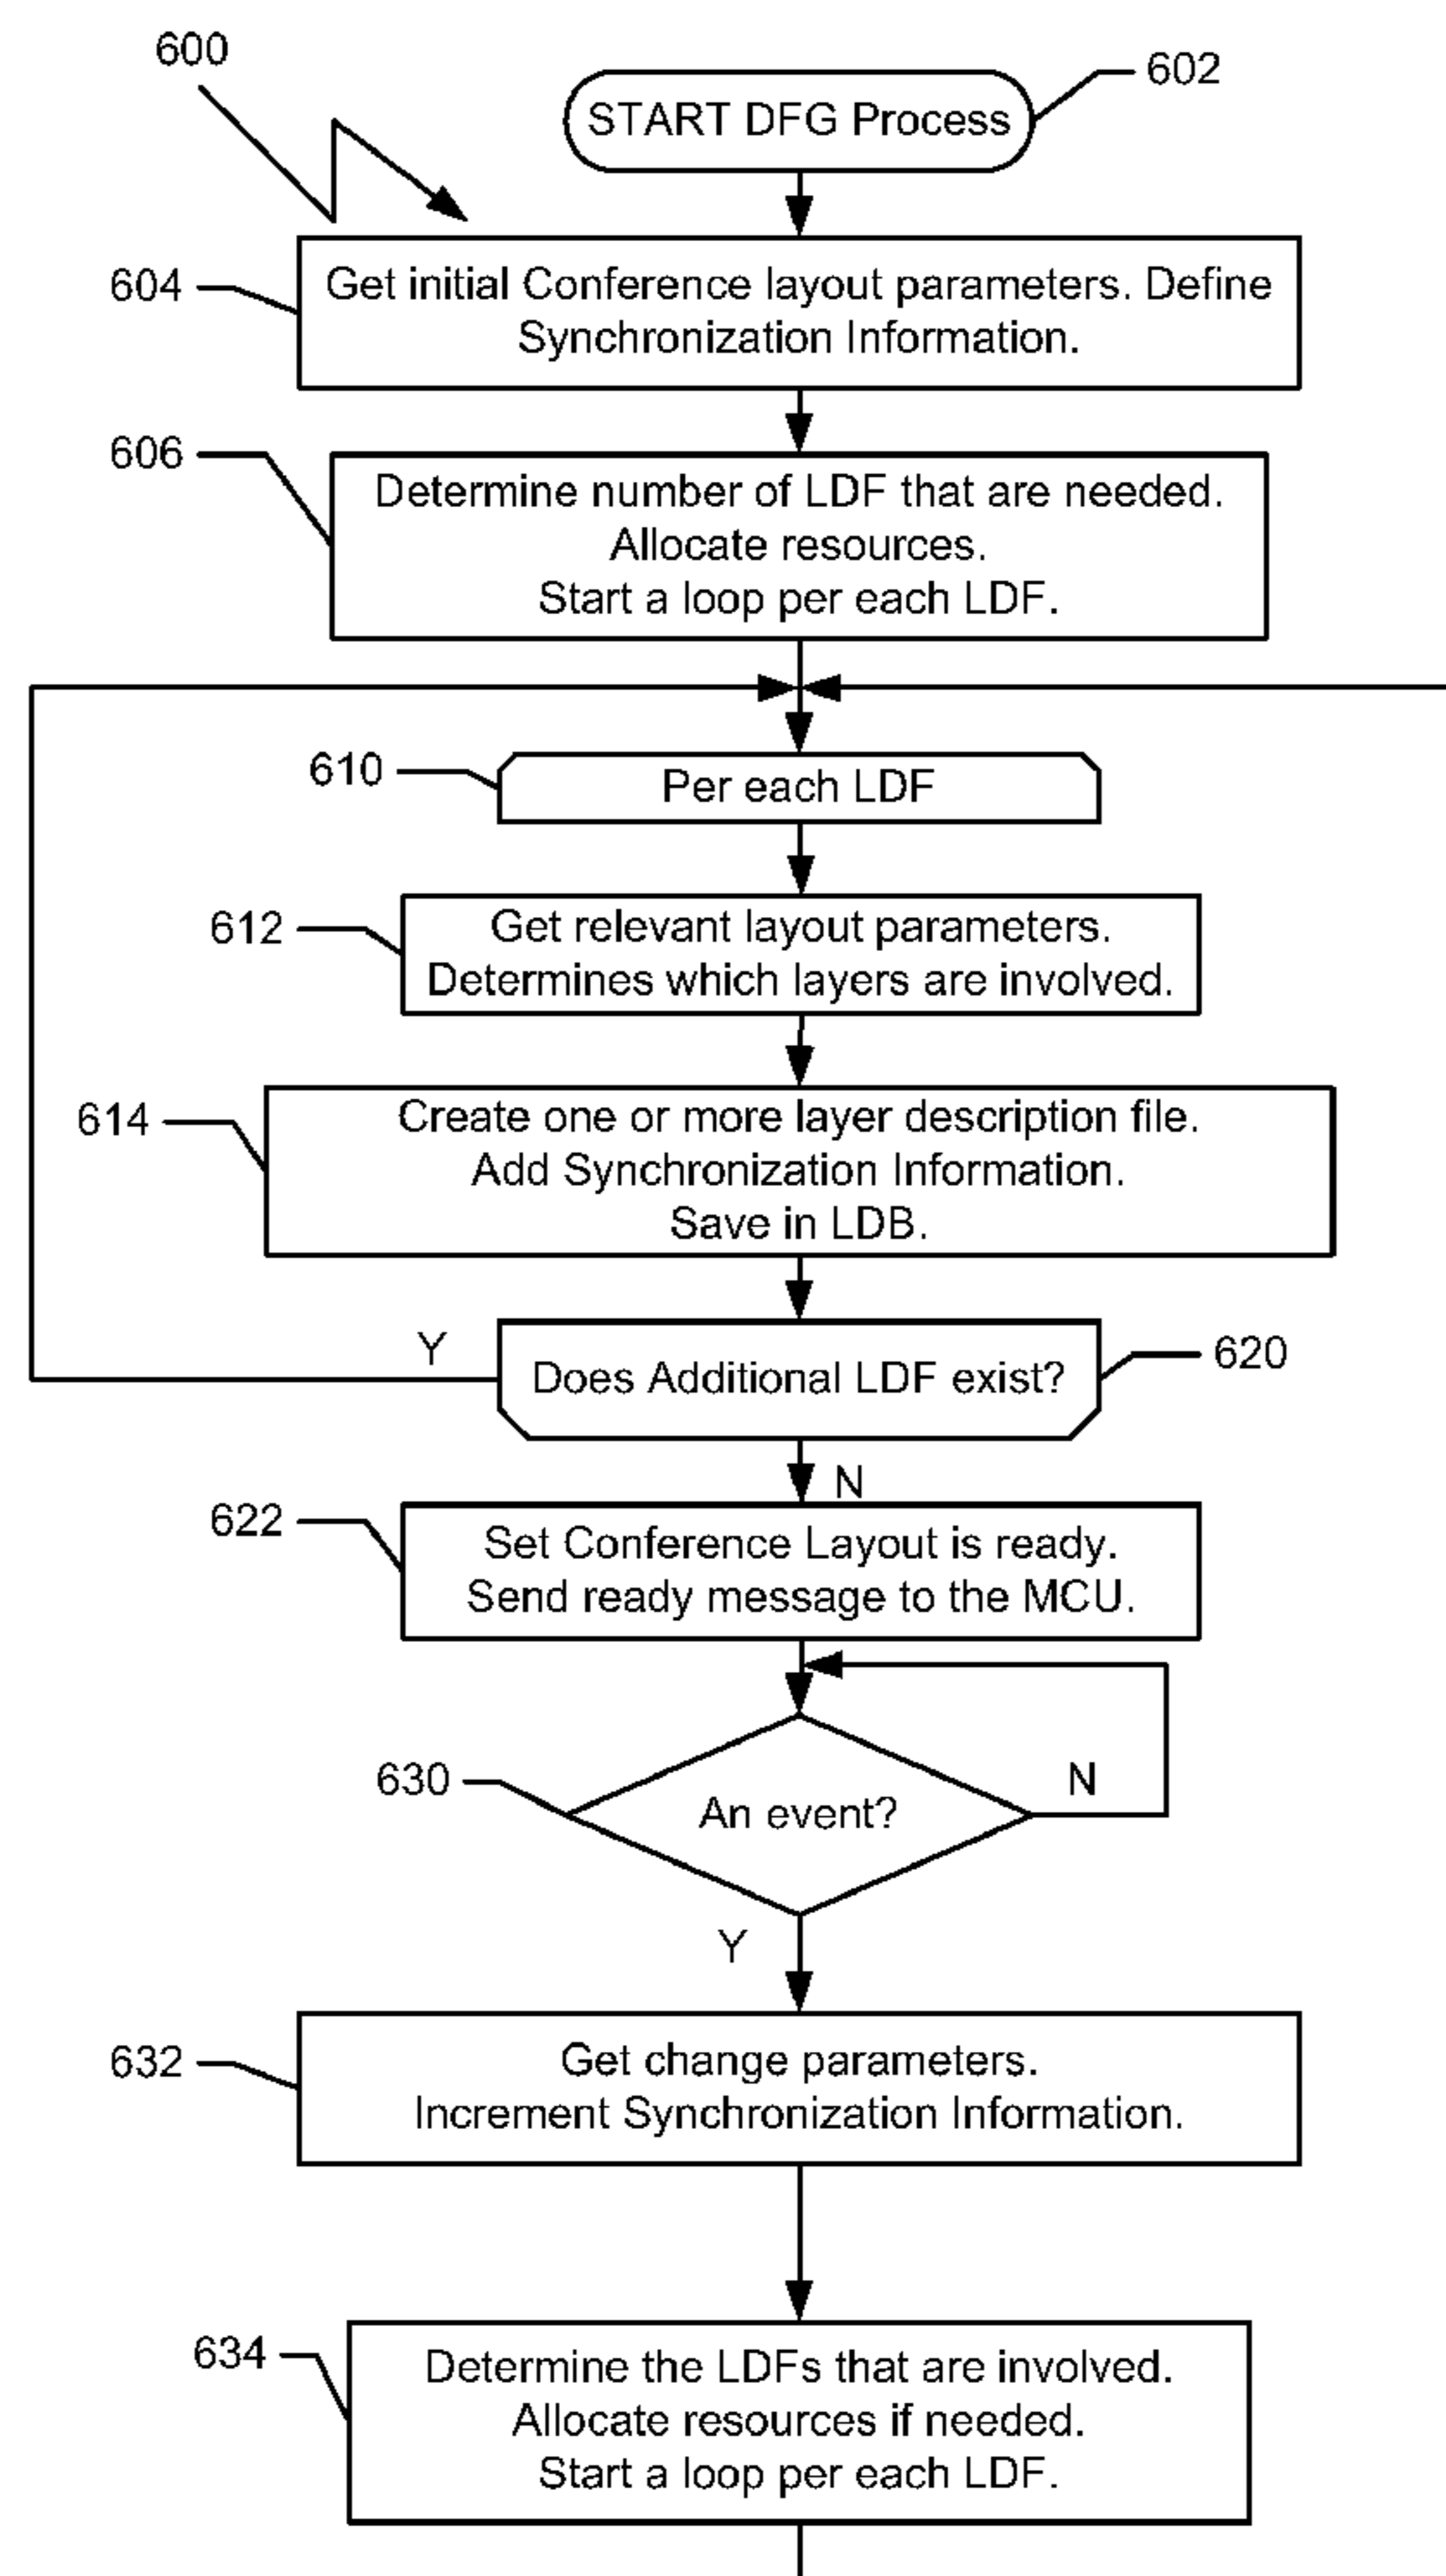 600
START DFG Process
602
604
Get initial Conference layout parameters. Define
Synchronization Information.
606
Determine number of LDF that are needed.
Allocate resources.
Start a loop per each LDF.
610
Per each LDF
612
Get relevant layout parameters.
Determines which layers are involved.
614
Create one or more layer description file.
Add Synchronization Information.
Save in LDB.
Y
Does Additional LDF exist?
620
N
622
Set Conference Layout is ready.
Send ready message to the MCU.
630
An event?
N
Y
632
Get change parameters.
Increment Synchronization Information.
634
Determine the LDFs that are involved.
Allocate resources if needed.
Start a loop per each LDF.